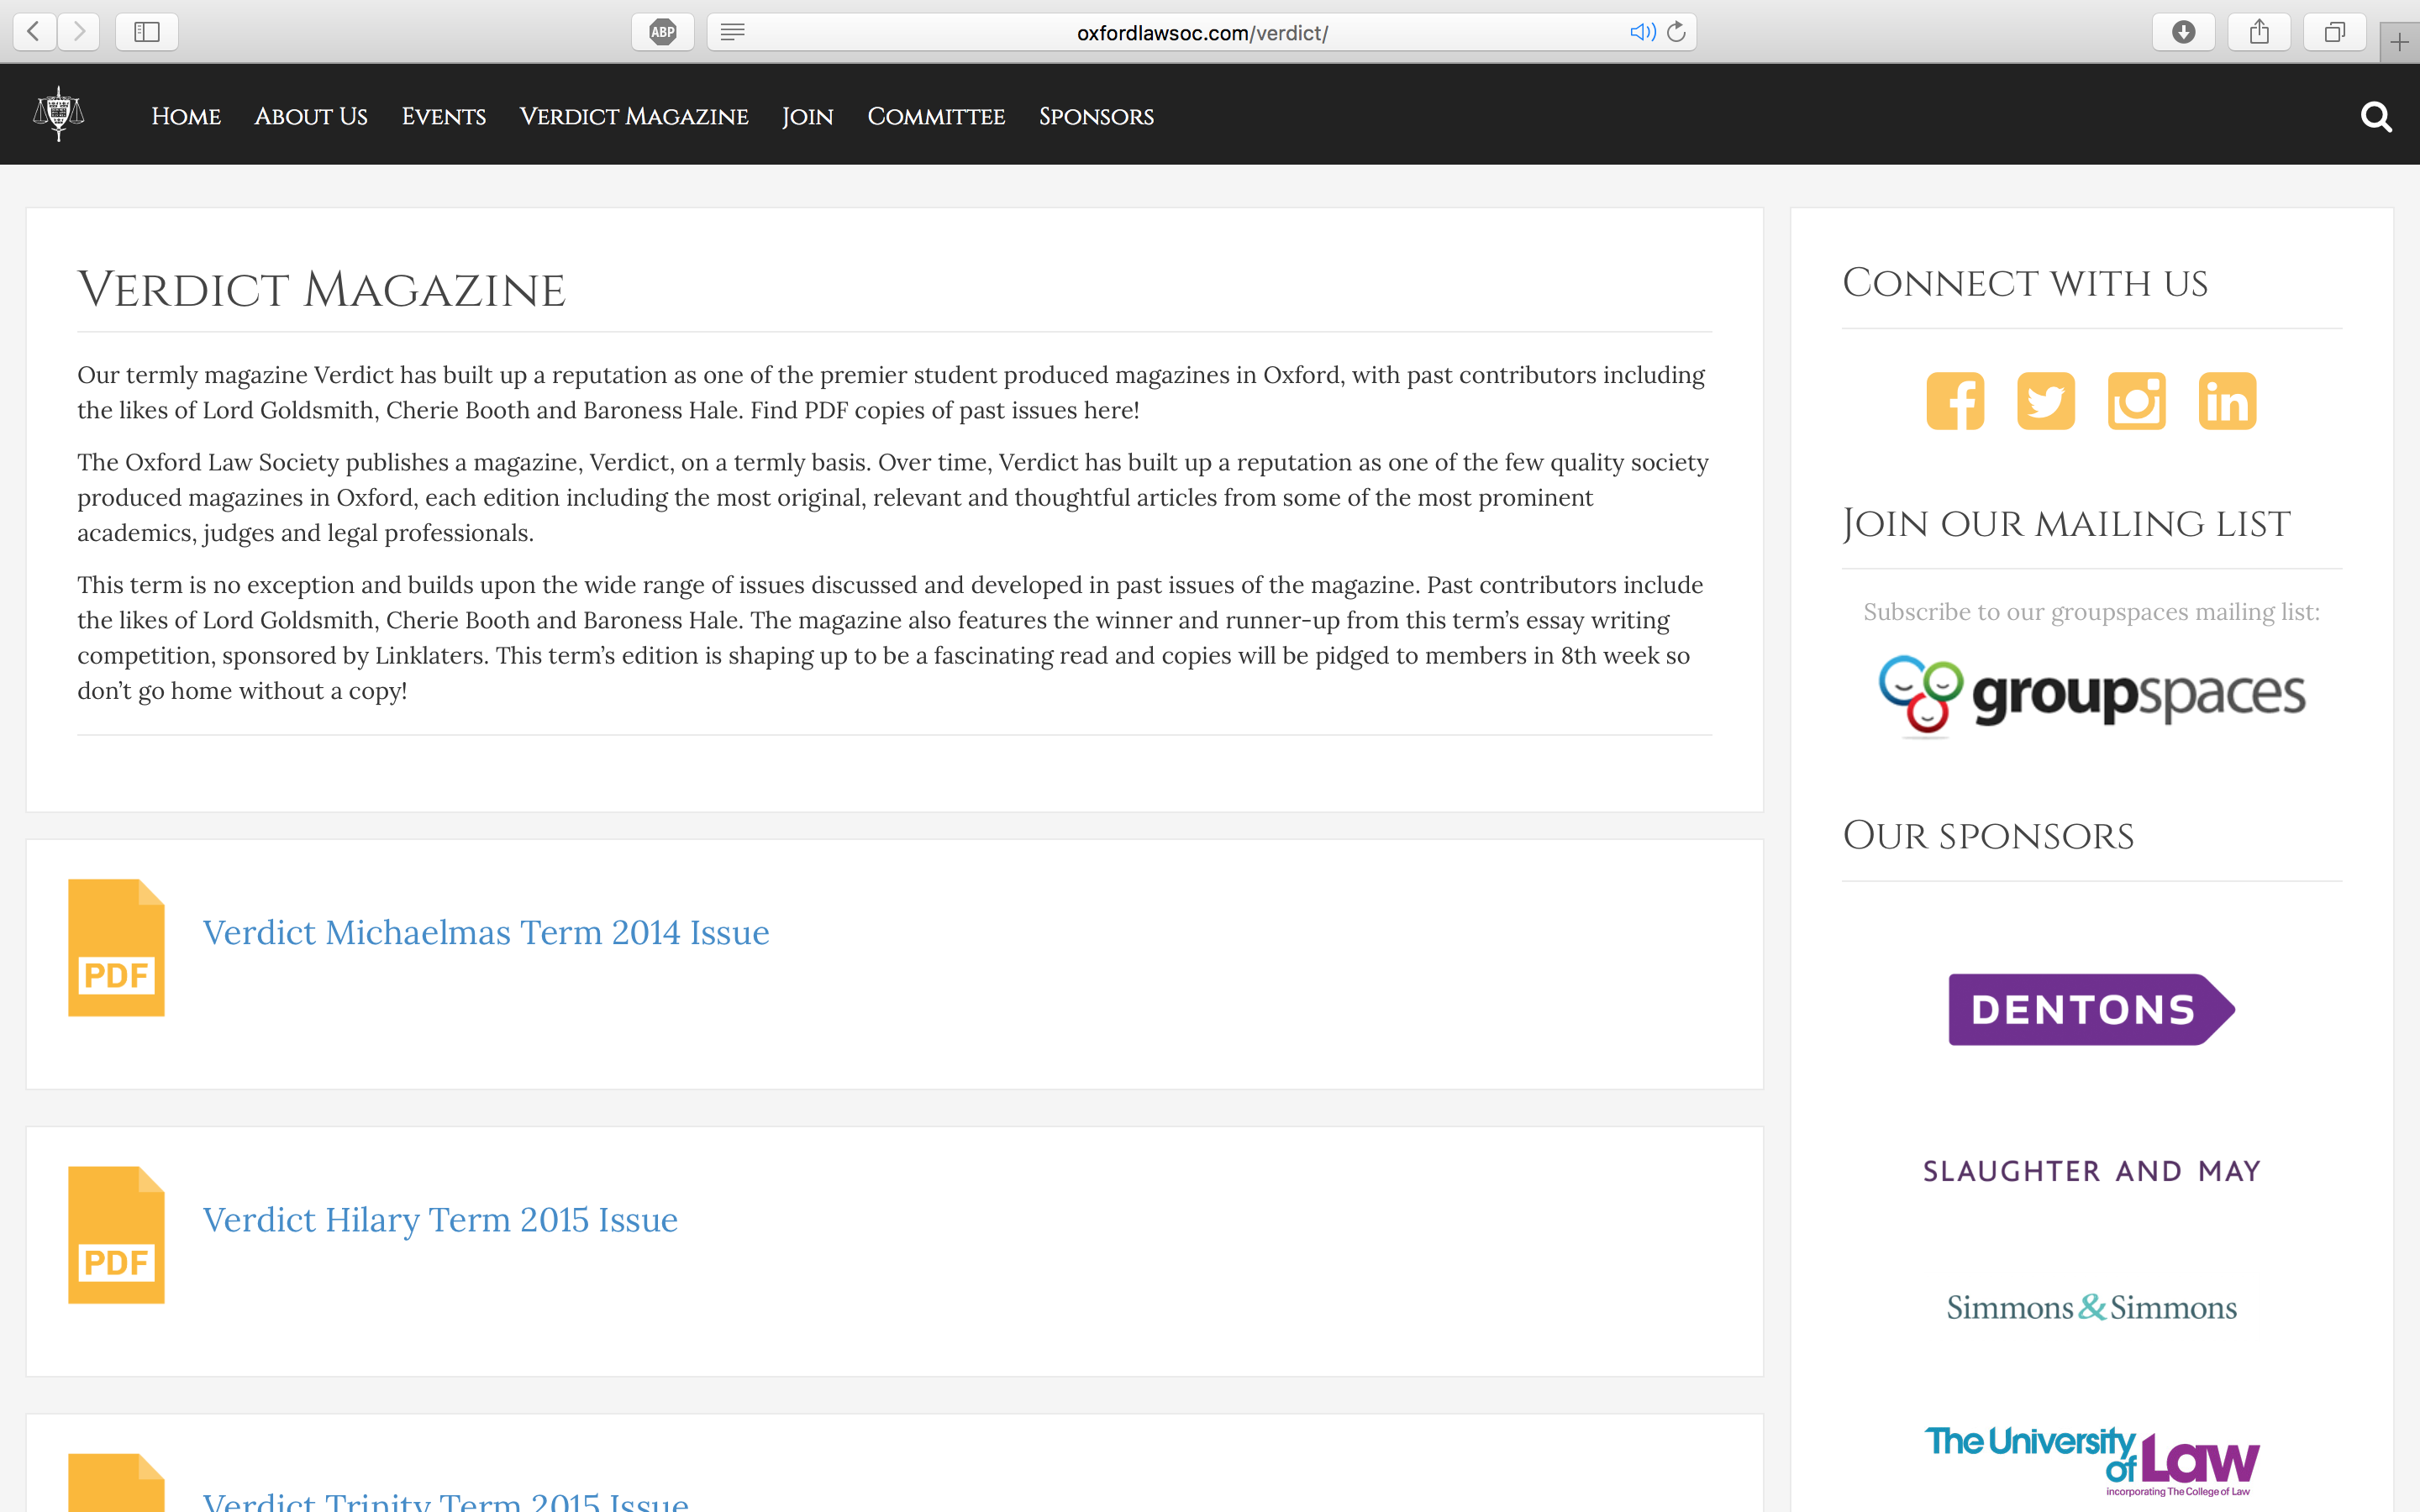 ABP
oxfordlawsoc.com/verdict/
Home About Us Events Verdict Magazine Join Committee Sponsors
Verdict Magazine
Our termly magazine Verdict has built up a reputation as one of the premier student produced magazines in Oxford, with past contributors including
the likes of Lord Goldsmith, Cherie Booth and Baroness Hale. Find PDF copies of past issues here!
The Oxford Law Society publishes a magazine, Verdict, on a termly basis. Over time, Verdict has built up a reputation as one of the few quality society
produced magazines in Oxford, each edition including the most original, relevant and thoughtful articles from some of the most prominent
academics, judges and legal professionals.
This term is no exception and builds upon the wide range of issues discussed and developed in past issues of the magazine. Past contributors include
the likes of Lord Goldsmith, Cherie Booth and Baroness Hale. The magazine also features the winner and runner-up from this term’s essay writing
competition, sponsored by Linklaters. This term’s edition is shaping up to be a fascinating read and copies will be pidged to members in 8th week so
don’t go home without a copy!
PDF
Verdict Michaelmas Term 2014 Issue
PDF
Verdict Hilary Term 2015 Issue
Verdict Trinity Term 2015 Issue
Connect with us
f
in
Join our mailing list
Subscribe to our groupspaces mailing list:
groupspaces
Our sponsors
DENTONS
SLAUGHTER AND MAY
Simmons & Simmons
The University
of Law
incorporating The College of Law